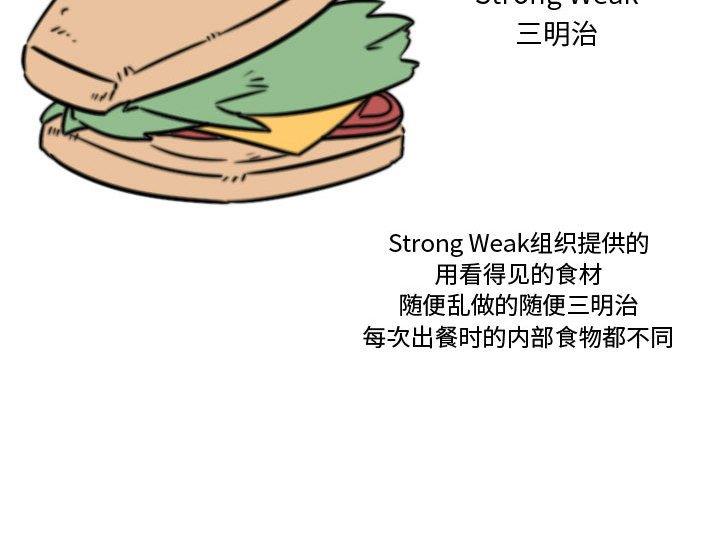 Strong Weak
三明治
Strong Weak组织提供的
用看得见的食材
随便乱做的随便三明治
每次出餐时的内部食物都不同